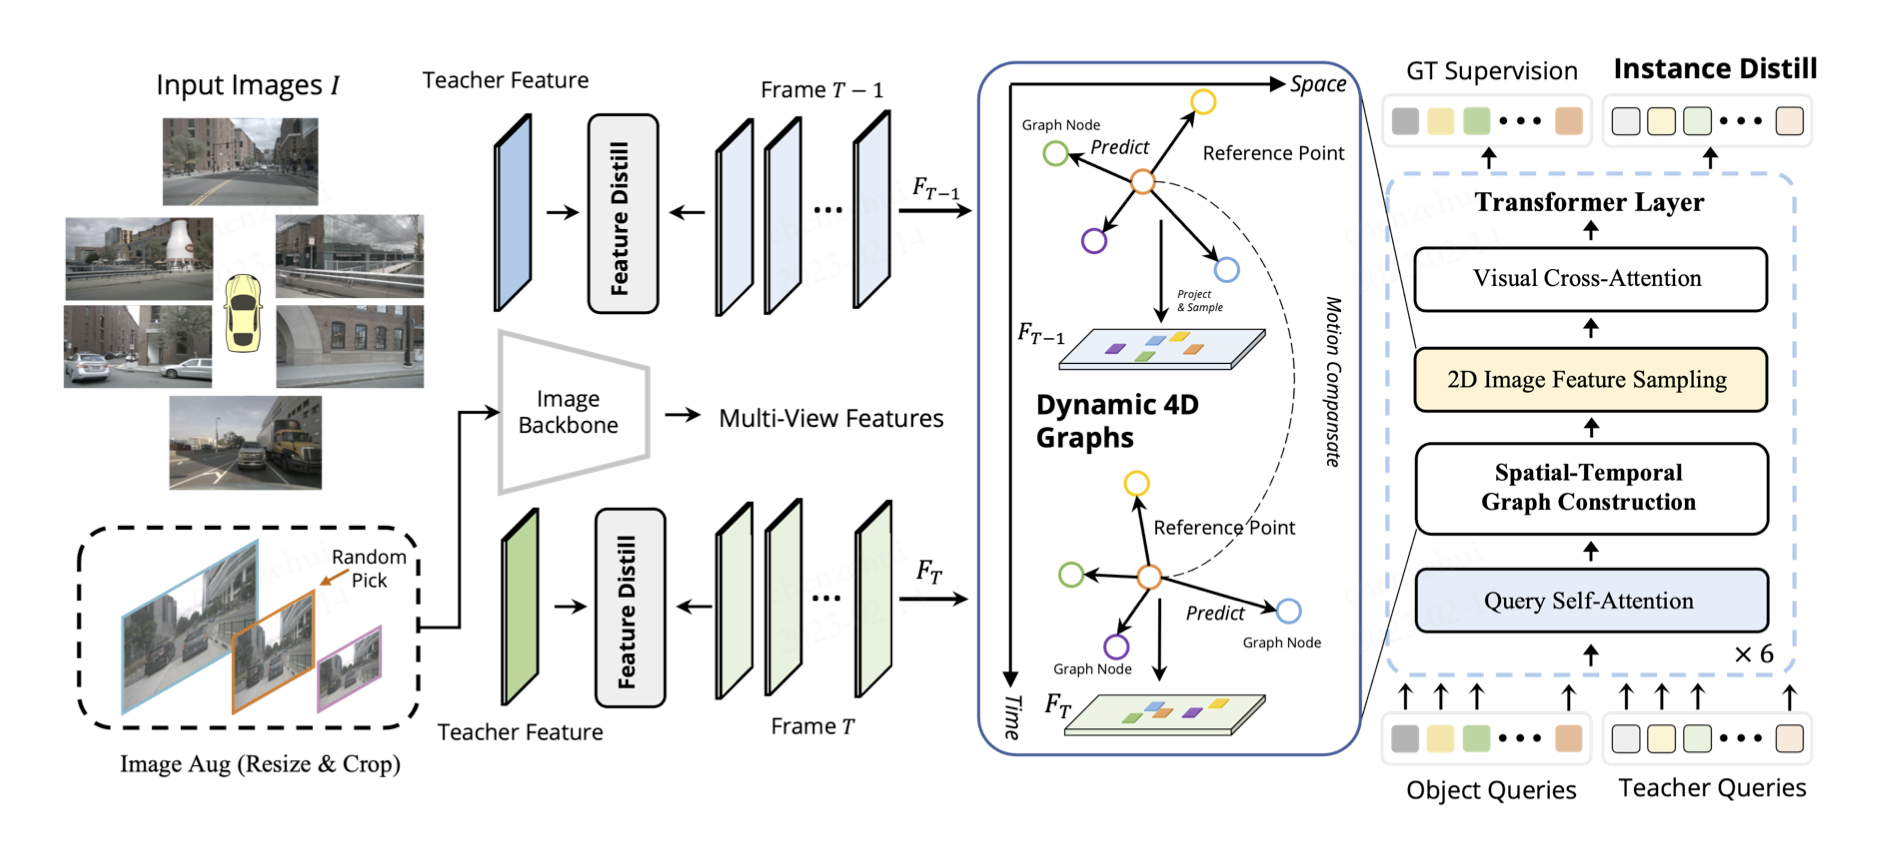 Input Images I
Teacher Feature
Feature Distill
Frame T − 1
F_{T−1}
Image
Backbone
Multi-View Features
Random
Pick
Image Aug (Resize & Crop)
Teacher Feature
Feature Distill
Frame T
F_T
Space
Graph Node
Predict
Reference Point
Project
& Sample
F_{T−1}
Motion Compansate
Dynamic 4D
Graphs
Reference Point
Predict
Graph Node
Graph Node
F_T
Time
GT Supervision
Instance Distill
Transformer Layer
Visual Cross-Attention
2D Image Feature Sampling
Spatial-Temporal
Graph Construction
Query Self-Attention
× 6
Object Queries
Teacher Queries